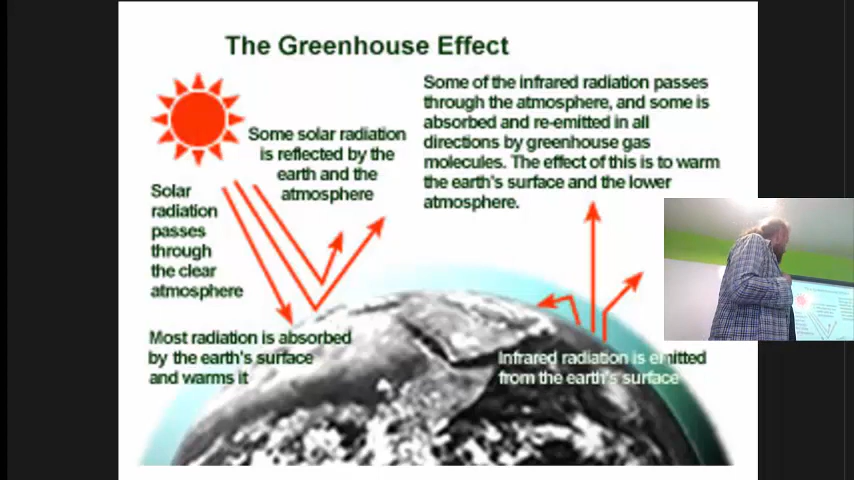 The Greenhouse Effect
Some of the infrared radiation passes
through the atmosphere, and some is
absorbed and re-emitted in all
directions by greenhouse gas
molecules. The effect of this is to warm
the earth's surface and the lower
atmosphere.
Some solar radiation
is reflected by the
earth and the
atmosphere
Solar
radiation
passes
through
the clear
atmosphere
Most radiation is absorbed
by the earth's surface
and warms it
Infrared radiation is emitted
from the earth's surface